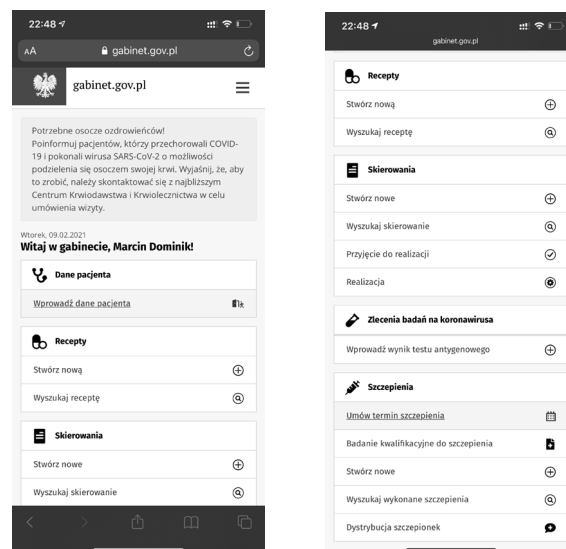 22:48
AA gabinet.gov.pl
gabinet.gov.pl
Potrzebne osocze ozdrowieńców!
Poinformuj pacjentów, którzy przechorowali COVID-
19 i pokonali wirusa SARS-CoV-2 o możliwości
podzielenia się osoczem swojej krwi. Wyjaśnij, że, aby
to zrobić, należy skontaktować się z najbliższym
Centrum Krwiodawstwa i Krwiolecznictwa w celu
umówienia wizyty.
Wtorek, 09.02.2021
Witaj w gabinecie, Marcin Dominik!
Dane pacjenta
Wprowadź dane pacjenta
Recepty
Stwórz nową
Wyszukaj receptę
Skierowania
Stwórz nowe
Wyszukaj skierowanie
22:48
gabinet.gov.pl
Recepty
Stwórz nową
Wyszukaj receptę
Skierowania
Stwórz nowe
Wyszukaj skierowanie
Przyjęcie do realizacji
Realizacja
Zlecenia badań na koronawirusa
Wprowadź wynik testu antygenowego
Szczepienia
Umów termin szczepienia
Badanie kwalifikacyjne do szczepienia
Stwórz nowe
Wyszukaj wykonane szczepienia
Dystrybucja szczepionek